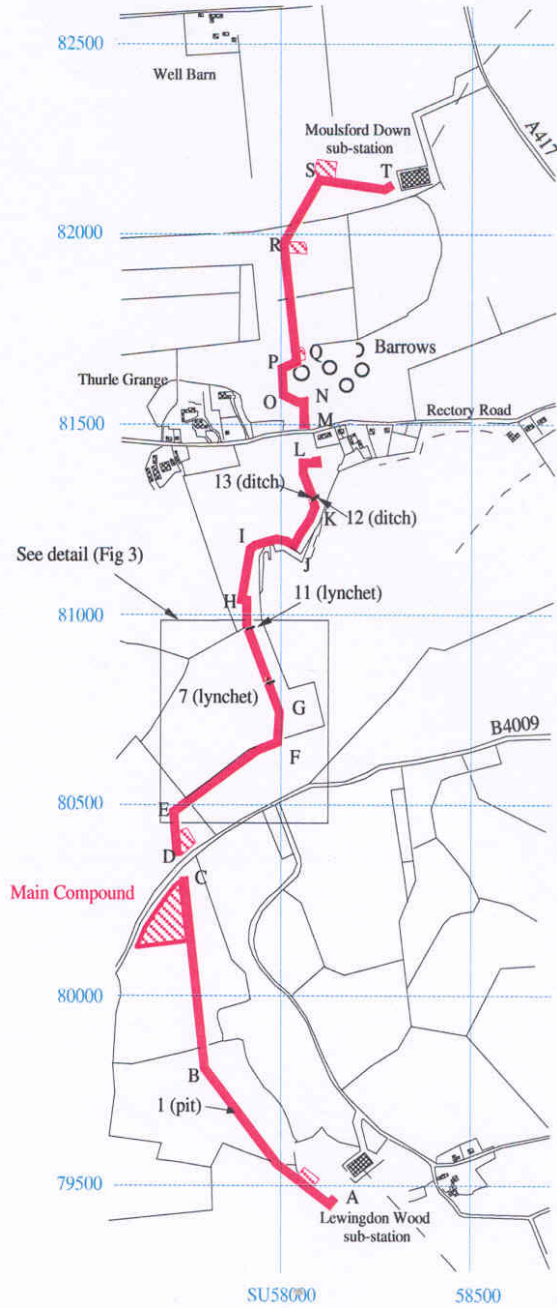 82500
Well Barn
Moulsford Down
sub-station
A417
S
T
82000
R
P
Q
Barrows
Thurle Grange
O
N
81500
M
Rectory Road
L
13 (ditch)
12 (ditch)
K
I
See detail (Fig 3)
J
H
11 (lynchet)
81000
7 (lynchet)
G
B4009
F
80500
E
D
C
Main Compound
80000
B
1 (pit)
79500
A
Lewingdon Wood
sub-station
SU58000
58500